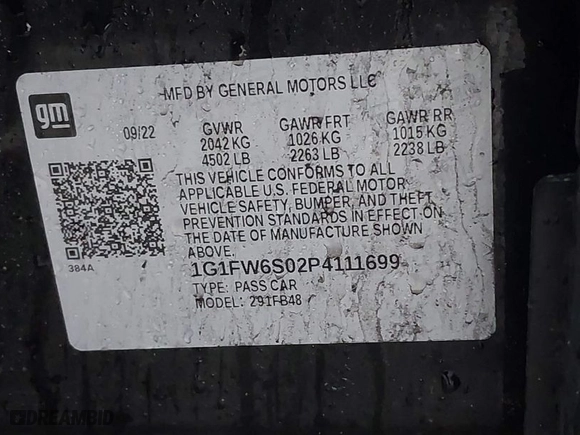 gm
MFD BY GENERAL MOTORS LLC
09/22 GVWR GAWR FRT GAWR RR
2042 KG 1026 KG 1015 KG
4502 LB 2263 LB 2238 LB
THIS VEHICLE CONFORMS TO ALL
APPLICABLE U.S. FEDERAL MOTOR
VEHICLE SAFETY, BUMPER, AND THEFT
PREVENTION STANDARDS IN EFFECT ON
THE DATE OF MANUFACTURE SHOWN
ABOVE.
384A
1G1FW6S02P4111699
TYPE: PASS CAR
MODEL: 291FB48
DREAMBID